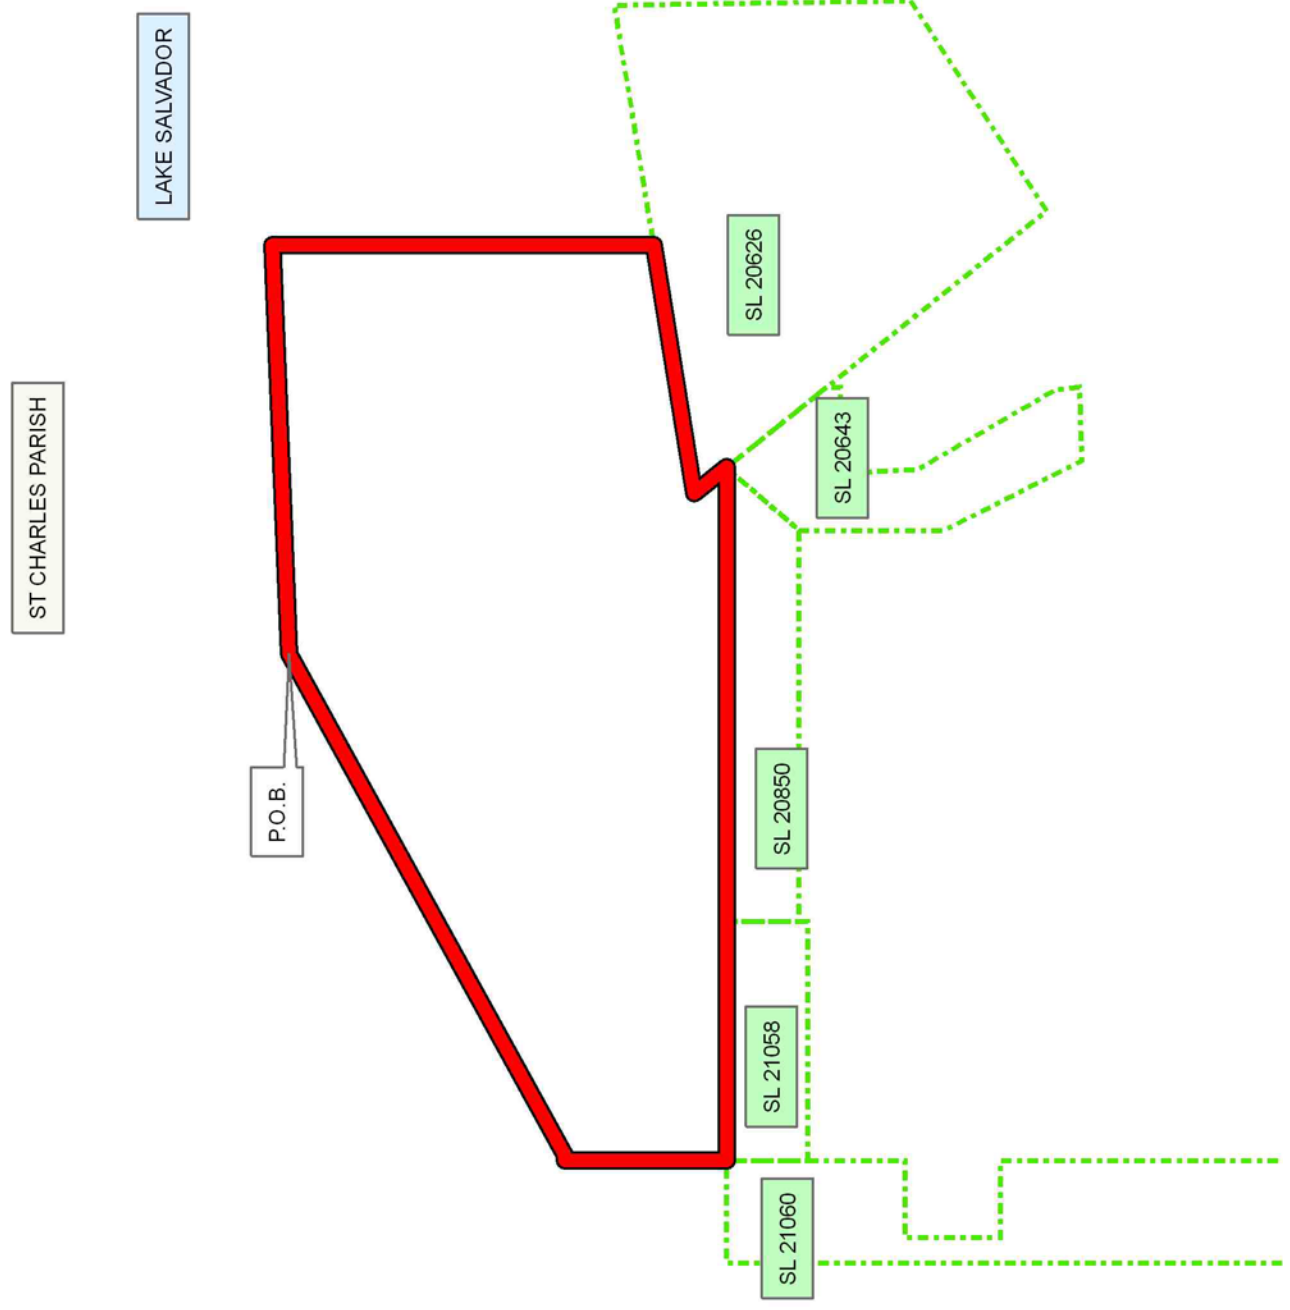 ST CHARLES PARISH
LAKE SALVADOR
P.O.B.
SL 21060
SL 21058
SL 20850
SL 20643
SL 20626